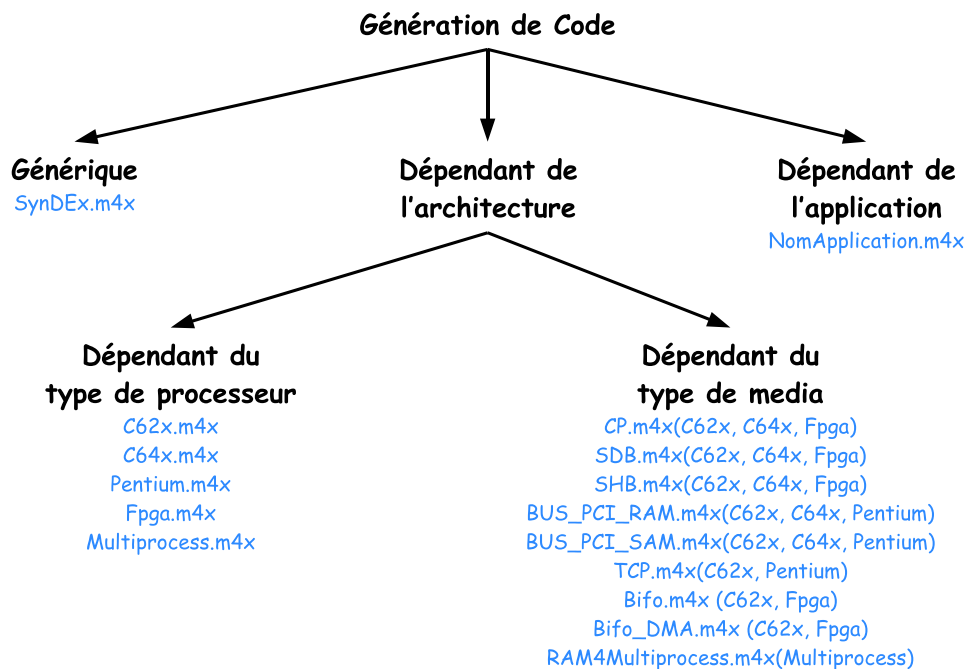 Génération de Code
Générique
SynDEx.m4x
Dépendant de
l'architecture
Dépendant de
l'application
NomApplication.m4x
Dépendant du
type de processeur
C62x.m4x
C64x.m4x
Pentium.m4x
Fpga.m4x
Multiprocess.m4x
Dépendant du
type de media
CP.m4x(C62x, C64x, Fpga)
SDB.m4x(C62x, C64x, Fpga)
SHB.m4x(C62x, C64x, Fpga)
BUS_PCI_RAM.m4x(C62x, C64x, Pentium)
BUS_PCI_SAM.m4x(C62x, C64x, Pentium)
TCP.m4x(C62x, Pentium)
Bifo.m4x (C62x, Fpga)
Bifo_DMA.m4x (C62x, Fpga)
RAM4Multiprocess.m4x(Multiprocess)